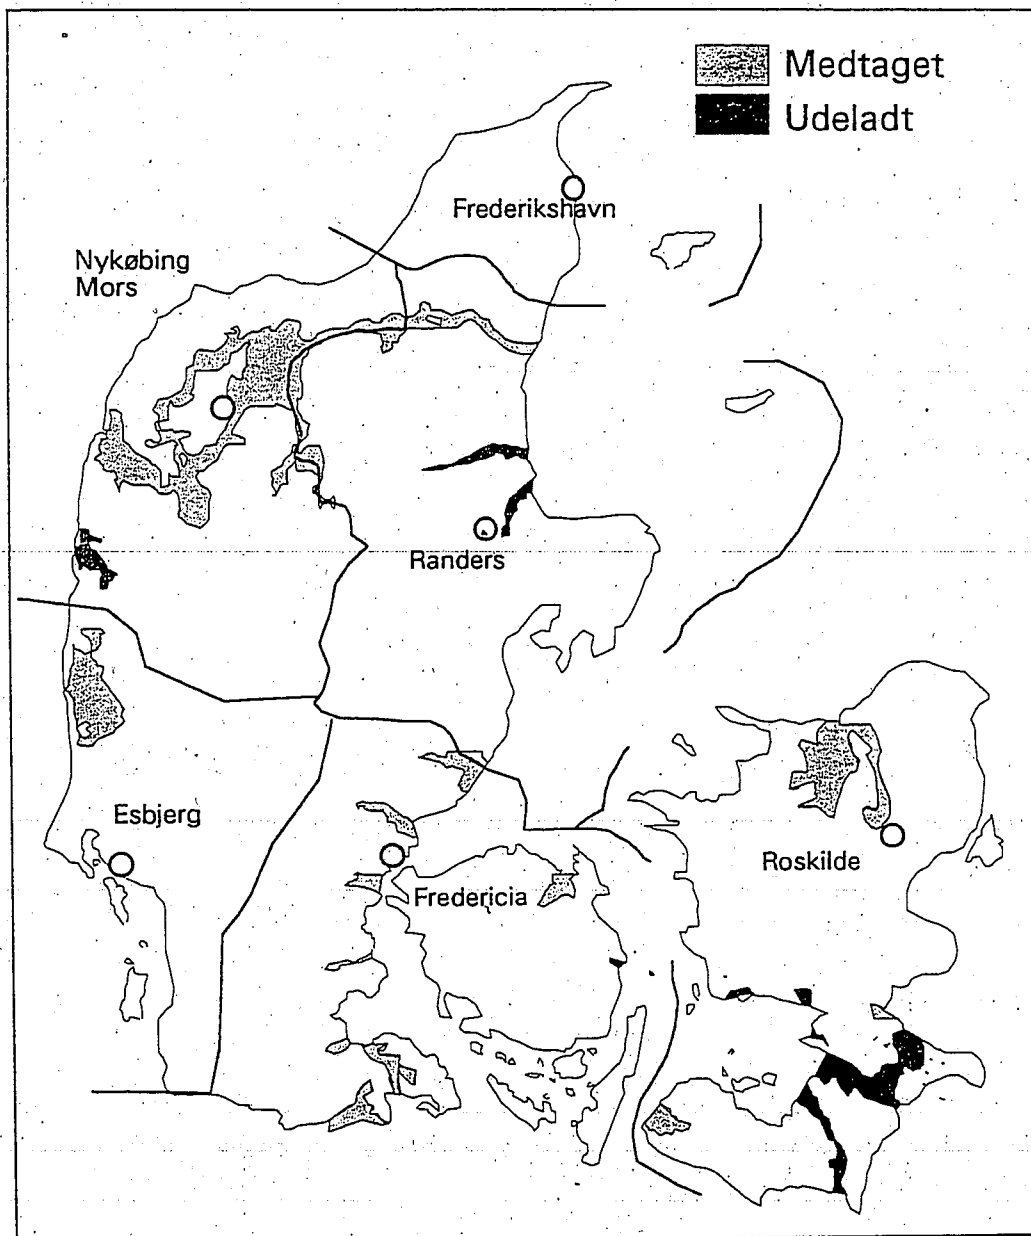 Medtaget
Udeladt
Frederikshavn
Nykøbing
Mors
Randers
Esbjerg
Roskilde
Fredericia